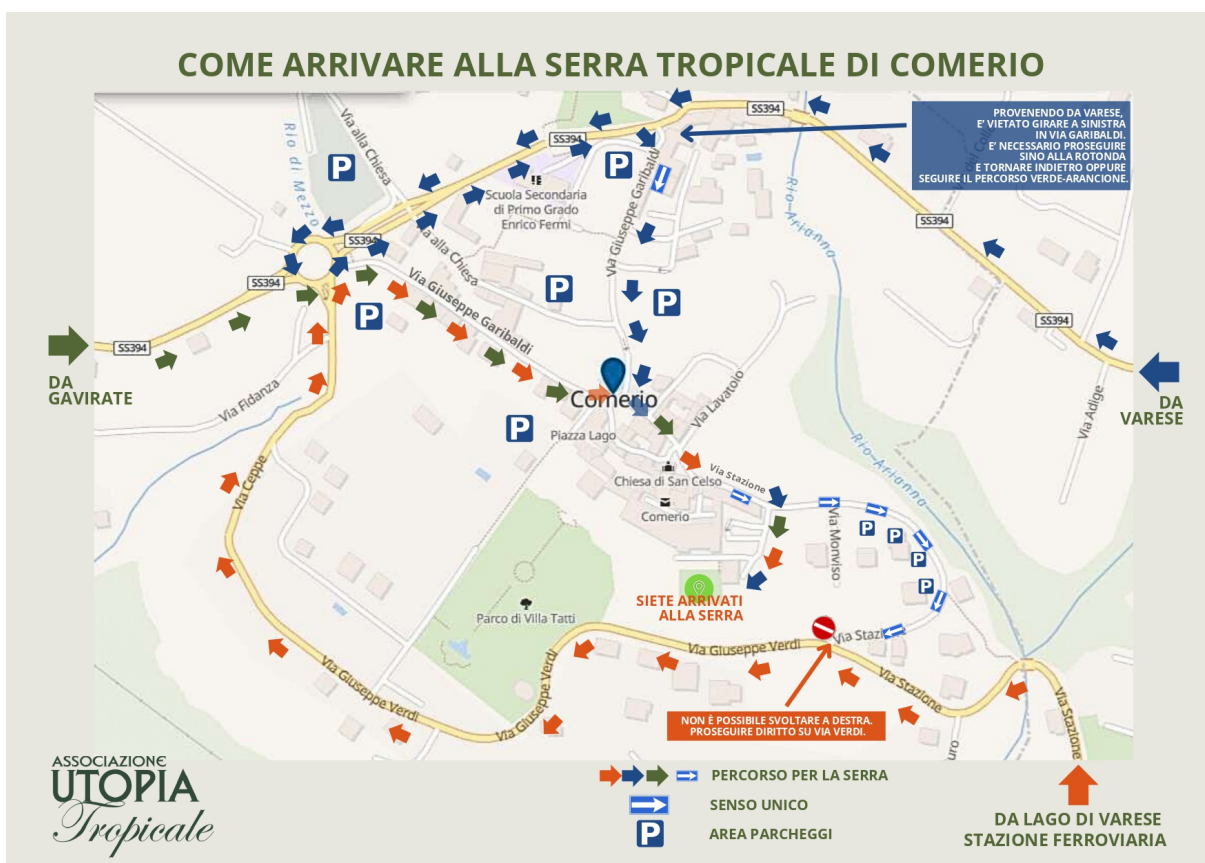 COME ARRIVARE ALLA SERRA TROPICALE DI COMERIO
PROVENENDO DA VARESE,
E' VIETATO GIRARE A SINISTRA
IN VIA GARIBALDI.
E' NECESSARIO PROSEGUIRE
SINO ALLA ROTONDA
E TORNARE INDIETRO OPPURE
SEGUIRE IL PERCORSO VERDE-ARANCIONE.
SS394
SS394
SS394
SS394
SS394
SS394
SS394
Rio di Mezzo
Via alla Chiesa
Via alla Chiesa
P
P
P
P
P
P
Scuola Secondaria
di Primo Grado
Enrico Fermi
Via Giuseppe Garibaldi
Via Giuseppe Garibaldi
Rio-Arianna
Rio-Arianna
DA
GAVIRATE
DA
VARESE
Via Fidanza
Comerio
Piazza Lago
Via Lavatoio
Via Adige
Via Stazione
Chiesa di San Celso
Comerio
Via Monviso
P
P
P
P
Via Ceppe
SIETE ARRIVATI
ALLA SERRA
Parco di Villa Tatti
Via Giuseppe Verdi
Via Giuseppe Verdi
Via Giuseppe Verdi
Via Stazi
Via Stazione
Via Stazione
uro
NON È POSSIBILE SVOLTARE A DESTRA.
PROSEGUIRE DIRITTO SU VIA VERDI.
ASSOCIAZIONE
UTOPIA
Tropicale
PERCORSO PER LA SERRA
SENSO UNICO
P AREA PARCHEGGI
DA LAGO DI VARESE
STAZIONE FERROVIARIA